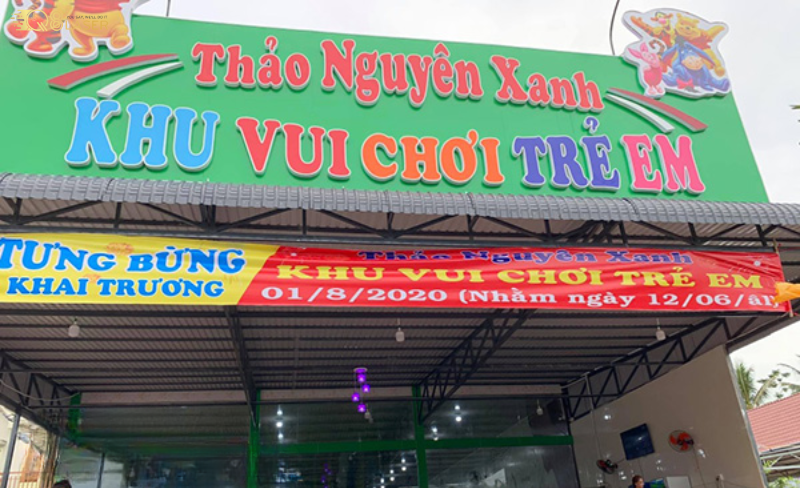 Thảo Nguyên Xanh
KHU VUI CHƠI TRẺ EM
TƯNG BỪNG
KHAI TRƯƠNG
Thảo Nguyên Xanh
KHU VUI CHƠI TRẺ EM
01/8/2020 (Nhằm ngày 12/06/âl)